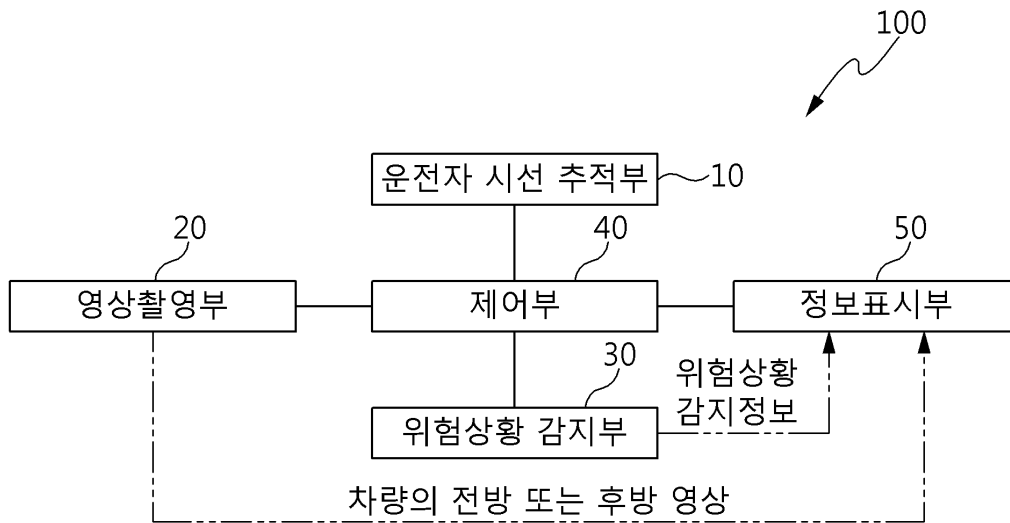 100
운전자 시선 추적부
10
20
40
50
영상촬영부
제어부
정보표시부
30
위험상황
감지정보
위험상황 감지부
차량의 전방 또는 후방 영상